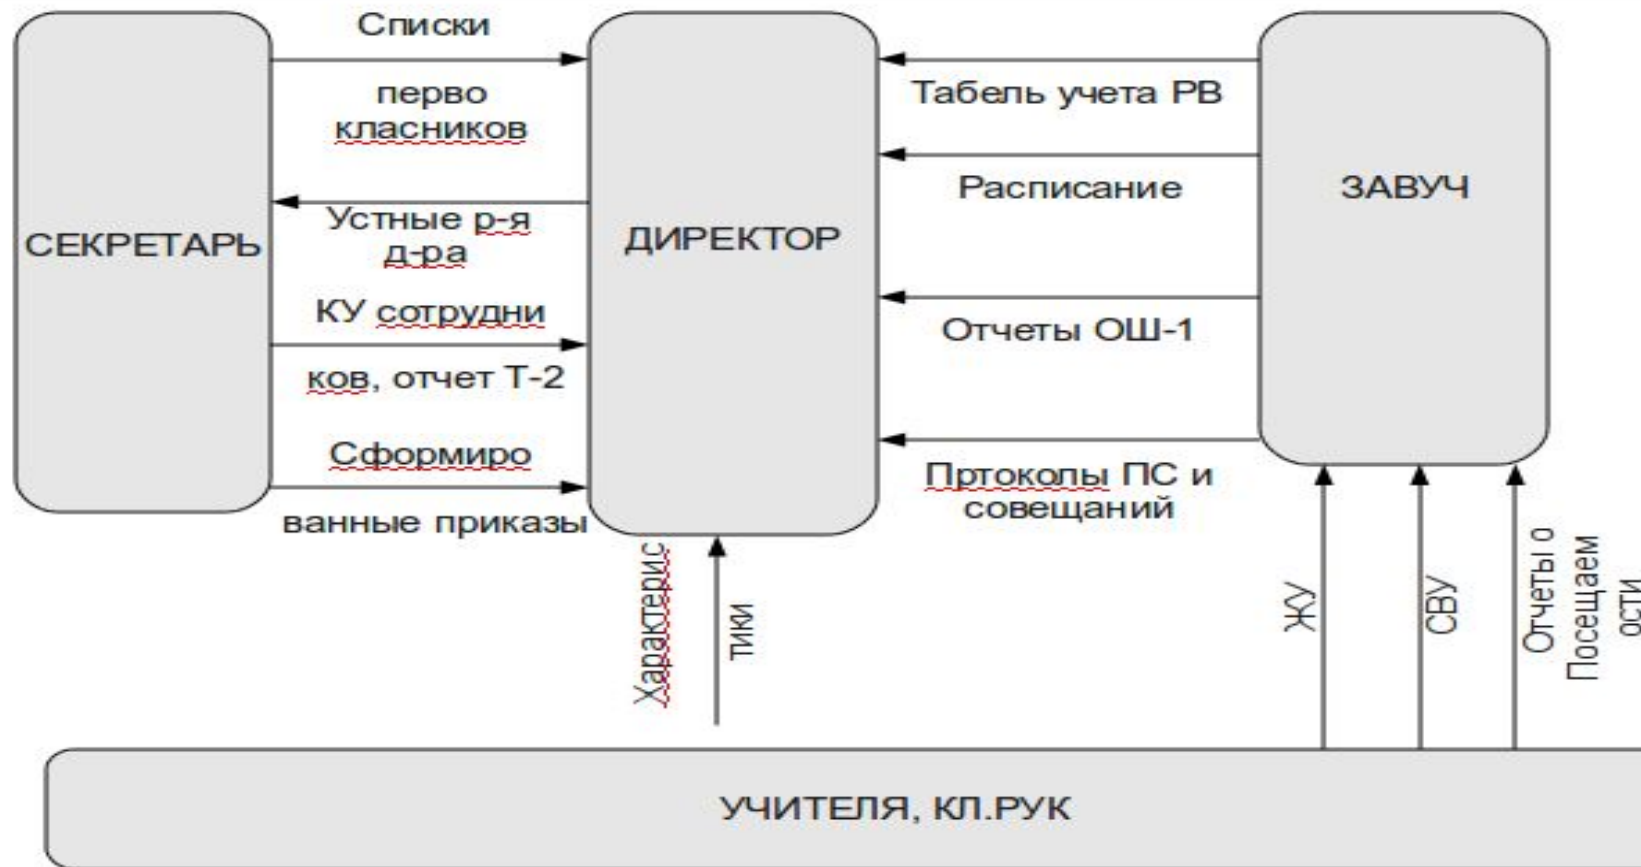 Списки
перво
класников
Устные р-я
д-ра
КУ сотрудни
ков, отчет Т-2
Сформиро
ванные приказы
СЕКРЕТАРЬ
ДИРЕКТОР
Табель учета РВ
Расписание
Отчеты ОШ-1
Пртоколы ПС и
совещаний
ЗАВУЧ
Характерис
тики
ЖУ
СВУ
Отчеты о
Посещаем
ости
УЧИТЕЛЯ, КЛ.РУК